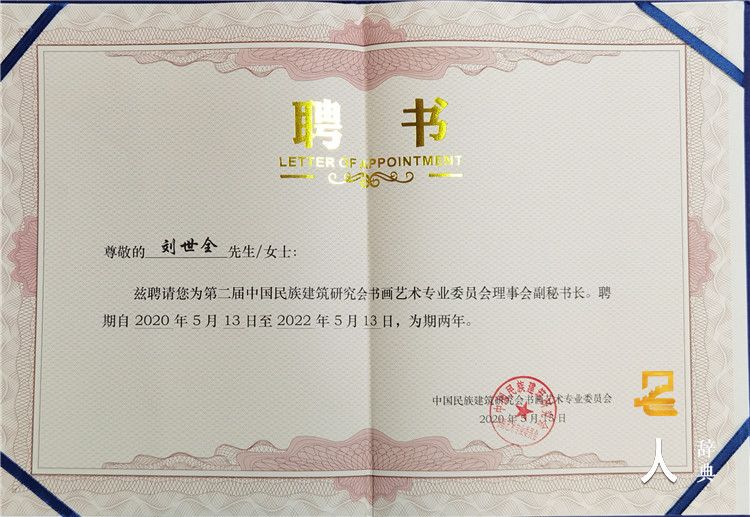 聘 书
LETTER OF APPOINTMENT
尊敬的 刘世全 先生/女士:
兹聘请您为第二届中国民族建筑研究会书画艺术专业委员会理事会副秘书长。聘
期自 2020 年 5 月 13 日至 2022 年 5 月 13 日，为期两年。
中国民族建筑研究会书画艺术专业委员会
2020 年 5 月 15 日
人
辞典